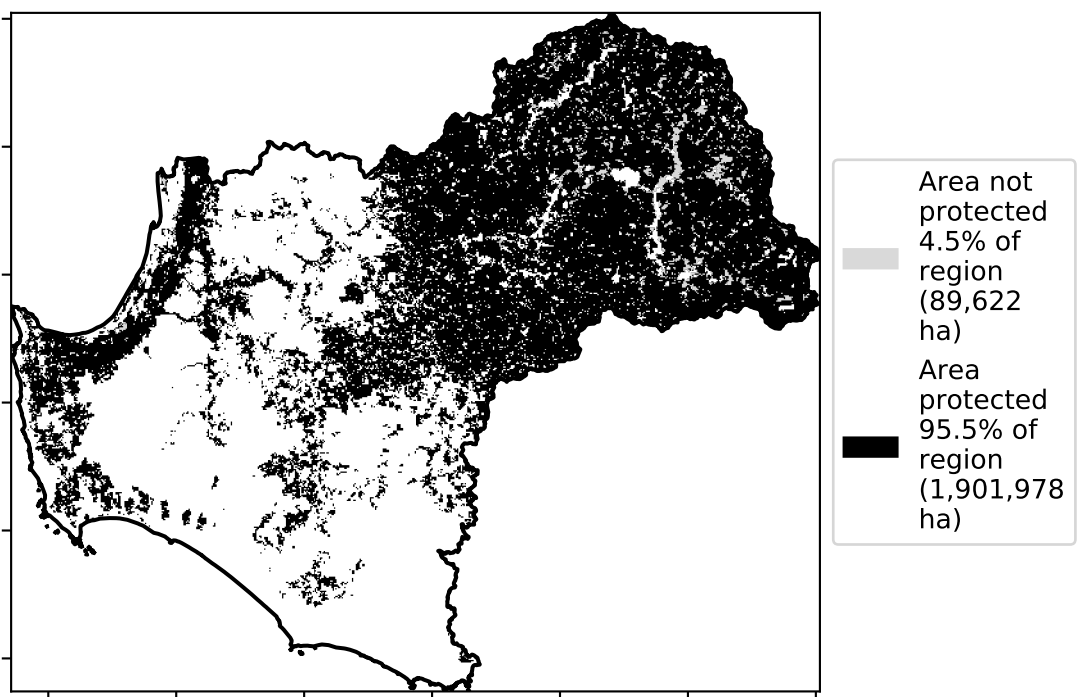 Area not
protected
4.5% of
region
(89,622
ha)
Area
protected
95.5% of
region
(1,901,978
ha)